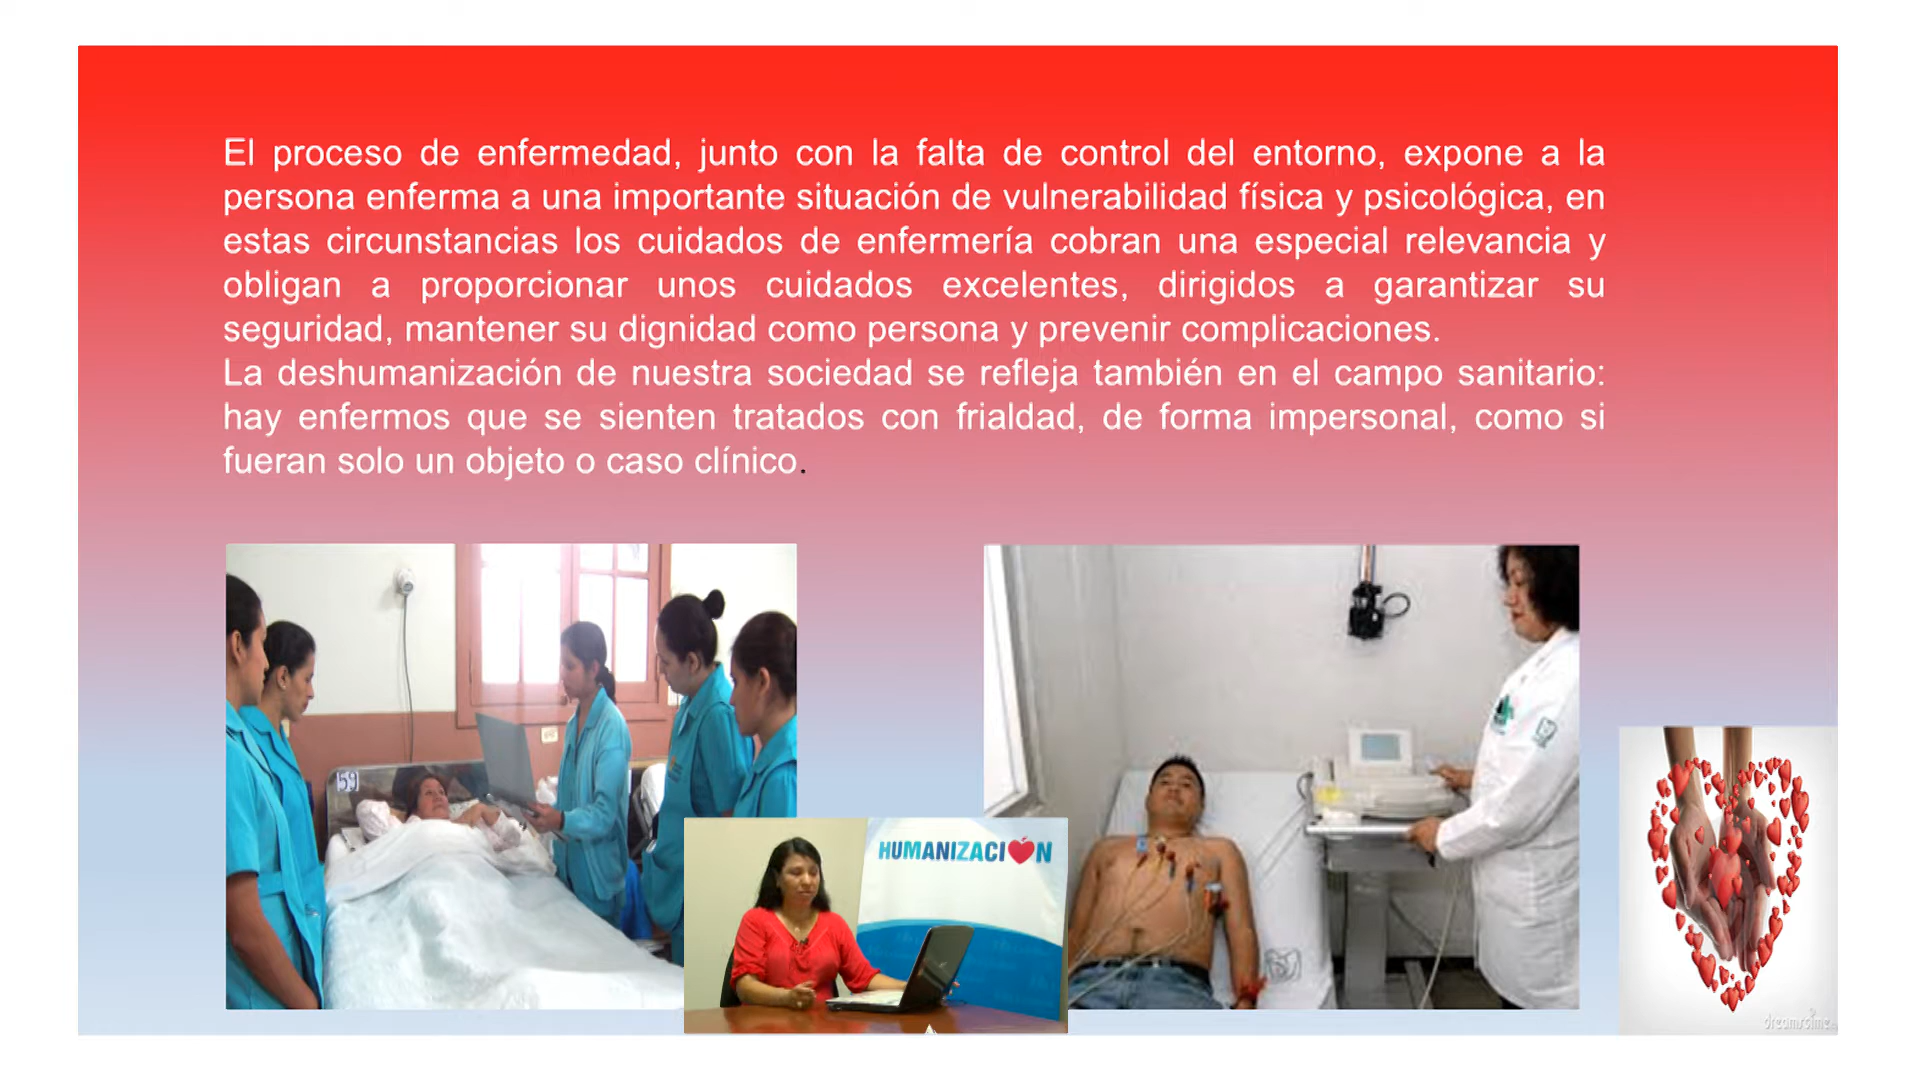 El proceso de enfermedad, junto con la falta de control del entorno, expone a la
persona enferma a una importante situación de vulnerabilidad física y psicológica, en
estas circunstancias los cuidados de enfermería cobran una especial relevancia y
obligan a proporcionar unos cuidados excelentes, dirigidos a garantizar su
seguridad, mantener su dignidad como persona y prevenir complicaciones.
La deshumanización de nuestra sociedad se refleja también en el campo sanitario:
hay enfermos que se sienten tratados con frialdad, de forma impersonal, como si
fueran solo un objeto o caso clínico.
59
HUMANIZACIÓN
dreamstime